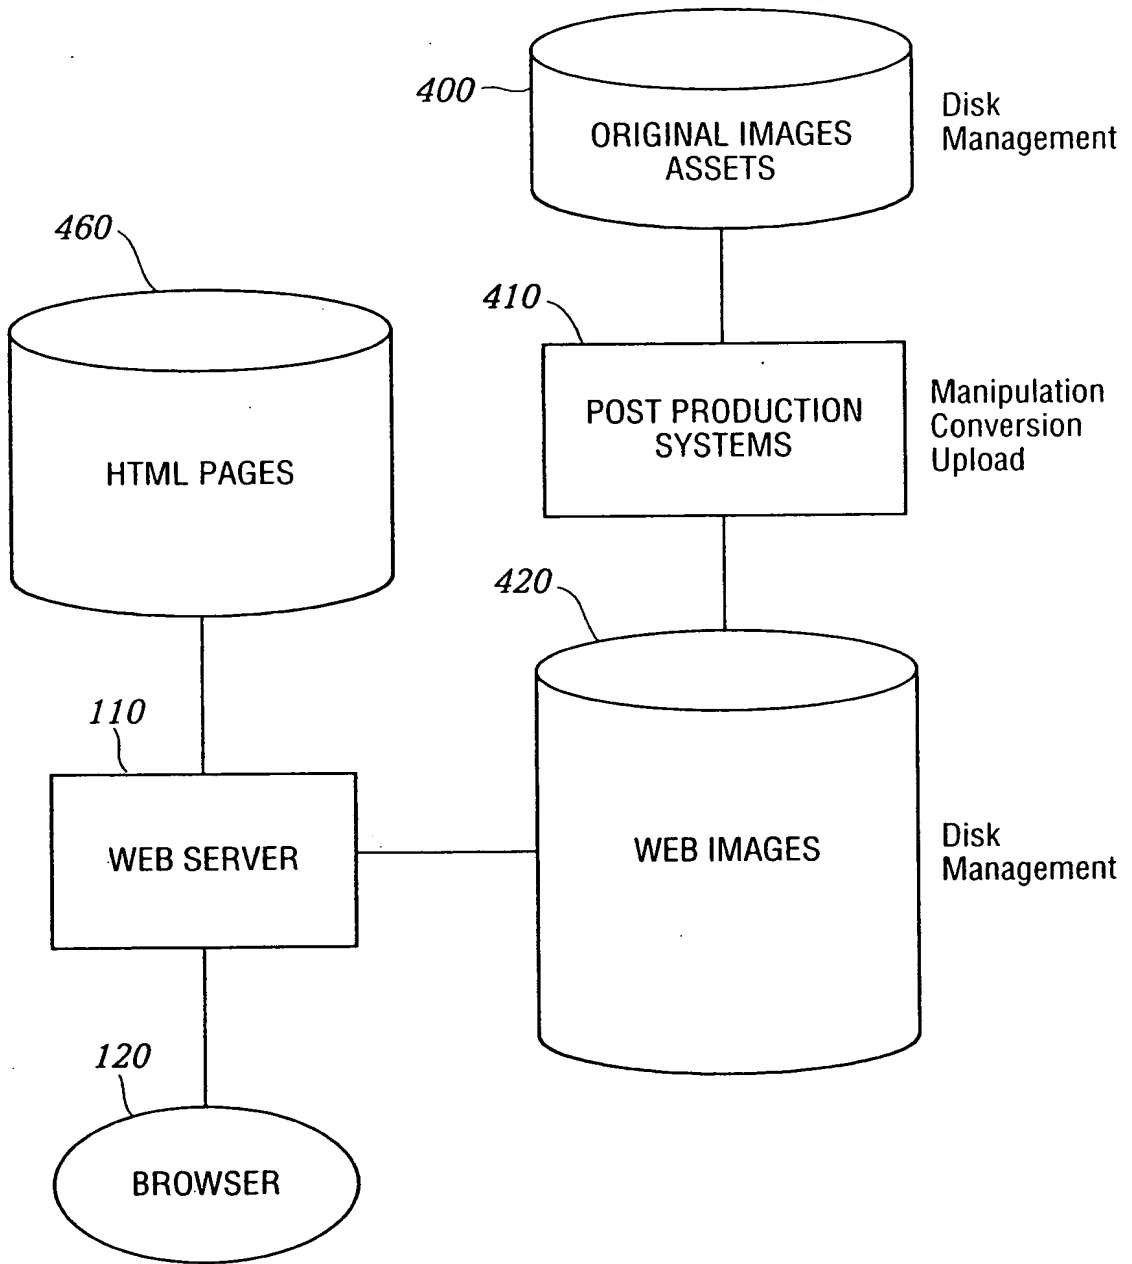 400
ORIGINAL IMAGES
ASSETS
Disk
Management
460
HTML PAGES
410
POST PRODUCTION
SYSTEMS
Manipulation
Conversion
Upload
420
WEB IMAGES
Disk
Management
110
WEB SERVER
120
BROWSER